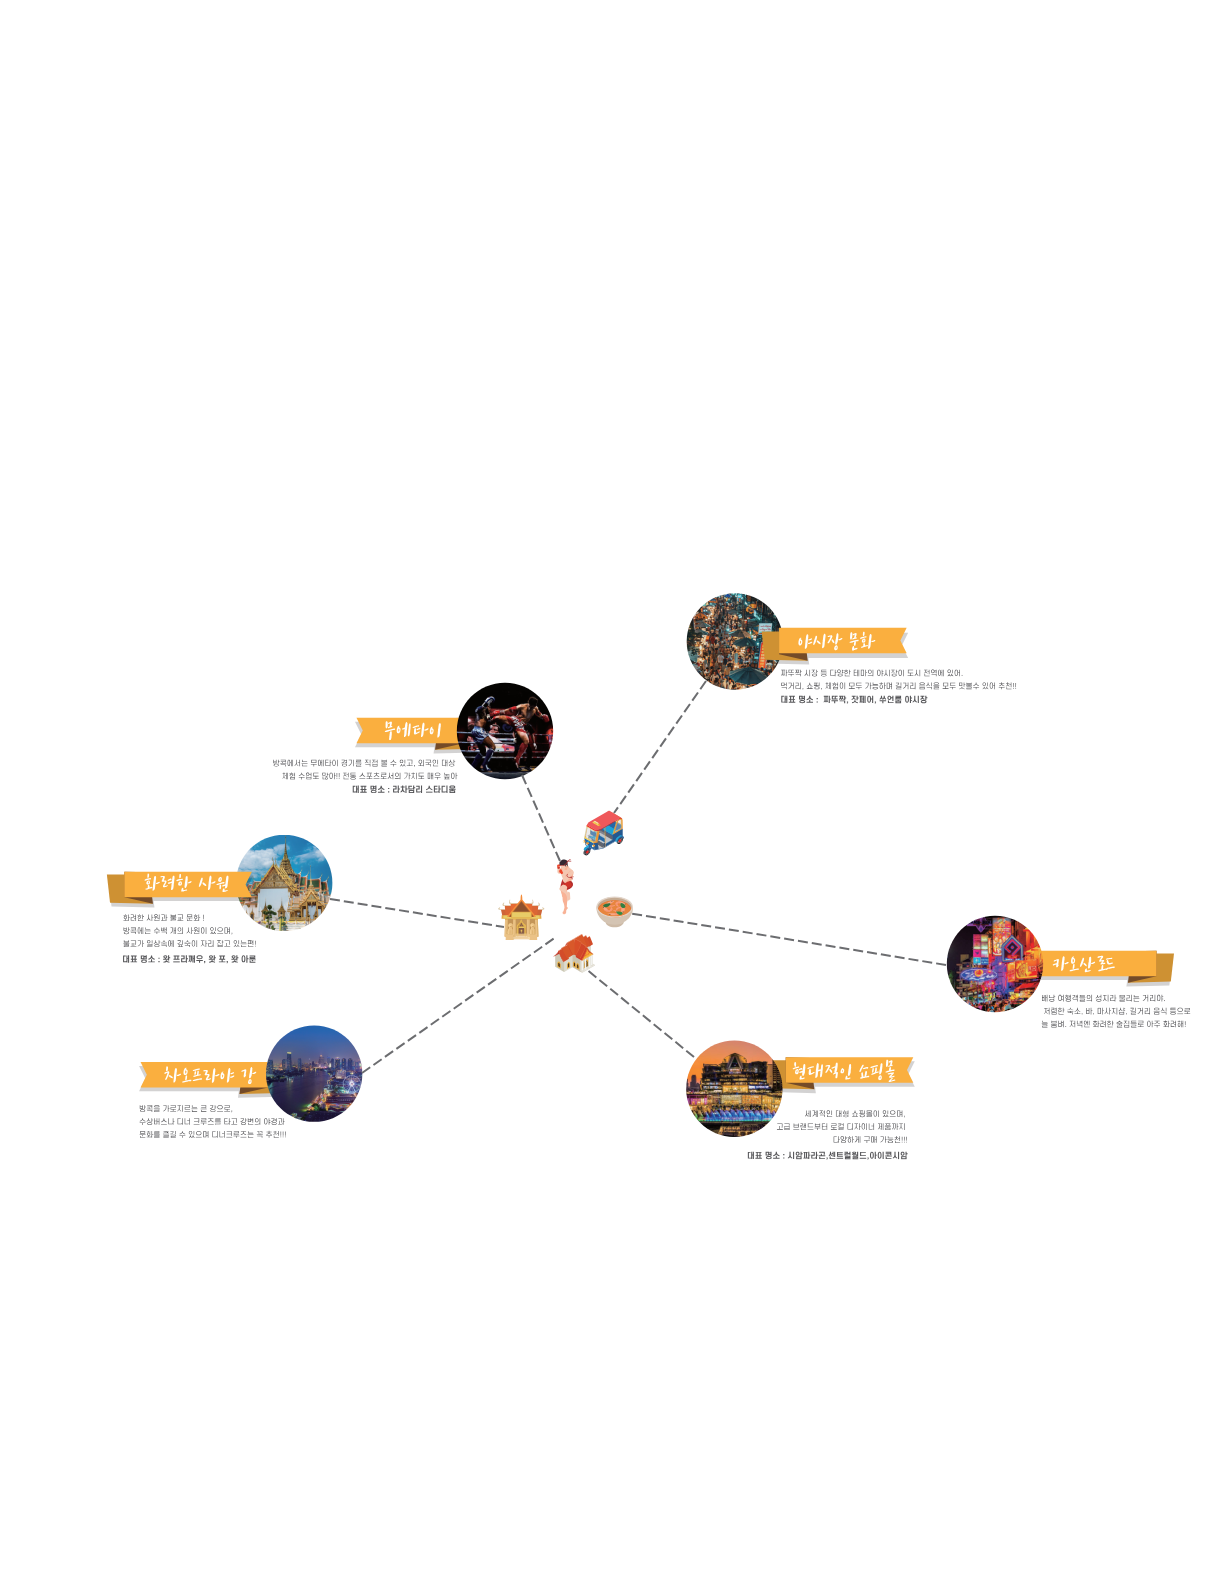 야시장 문화
짜뚜짝 시장 등 다양한 테마의 야시장이 도시 전역에 있어.
먹거리, 쇼핑, 체험이 모두 가능하며 길거리 음식을 모두 맛볼수 있어 추천!!
대표 명소 : 짜뚜짝, 잣페어, 쑤언룸 야시장
무에타이
방콕에서는 무에타이 경기를 직접 볼 수 있고, 외국인 대상
체험 수업도 많아!! 전통 스포츠로서의 가치도 매우 높아
대표 명소 : 라차담리 스타디움
화려한 사원
화려한 사원과 불교 문화 !
방콕에는 수백 개의 사원이 있으며,
불교가 일상속에 깊숙이 자리 잡고 있는편!
대표 명소 : 왓 프라깨우, 왓 포, 왓 아룬
카오산로드
배낭 여행객들의 성지라 불리는 거리야.
저렴한 숙소, 바, 마사지샵, 길거리 음식 등으로
늘 붐벼. 저녁엔 화려한 술집들로 아주 화려해!
차오프라야 강
방콕을 가로지르는 큰 강으로,
수상버스나 디너 크루즈를 타고 강변의 야경과
문화를 즐길 수 있으며 디너크루즈는 꼭 추천!!!
현대적인 쇼핑몰
세계적인 대형 쇼핑몰이 있으며,
고급 브랜드부터 로컬 디자이너 제품까지
다양하게 구매 가능천!!!
대표 명소 : 시암파라곤,센트럴월드,아이콘시암